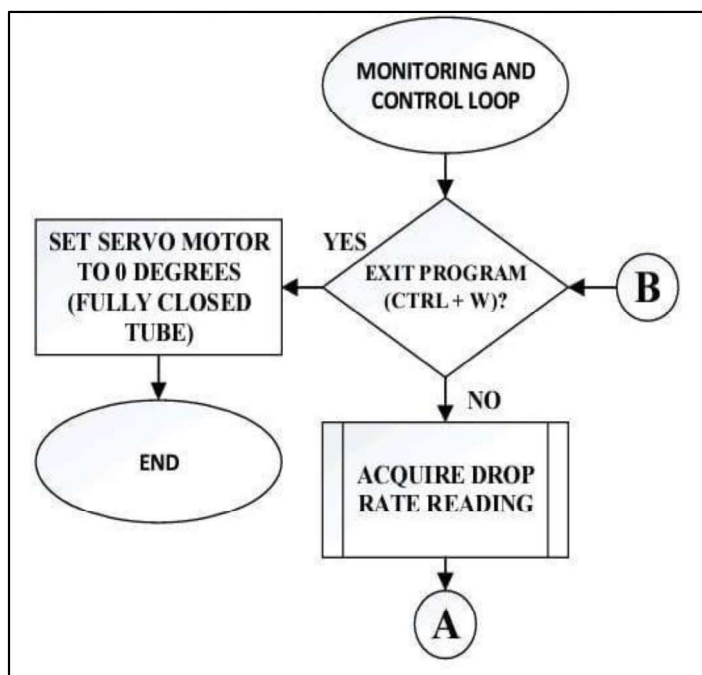 MONITORING AND
CONTROL LOOP
YES
SET SERVO MOTOR
TO 0 DEGREES
(FULLY CLOSED
TUBE)
EXIT PROGRAM
(CTRL + W)?
B
NO
END
ACQUIRE DROP
RATE READING
A